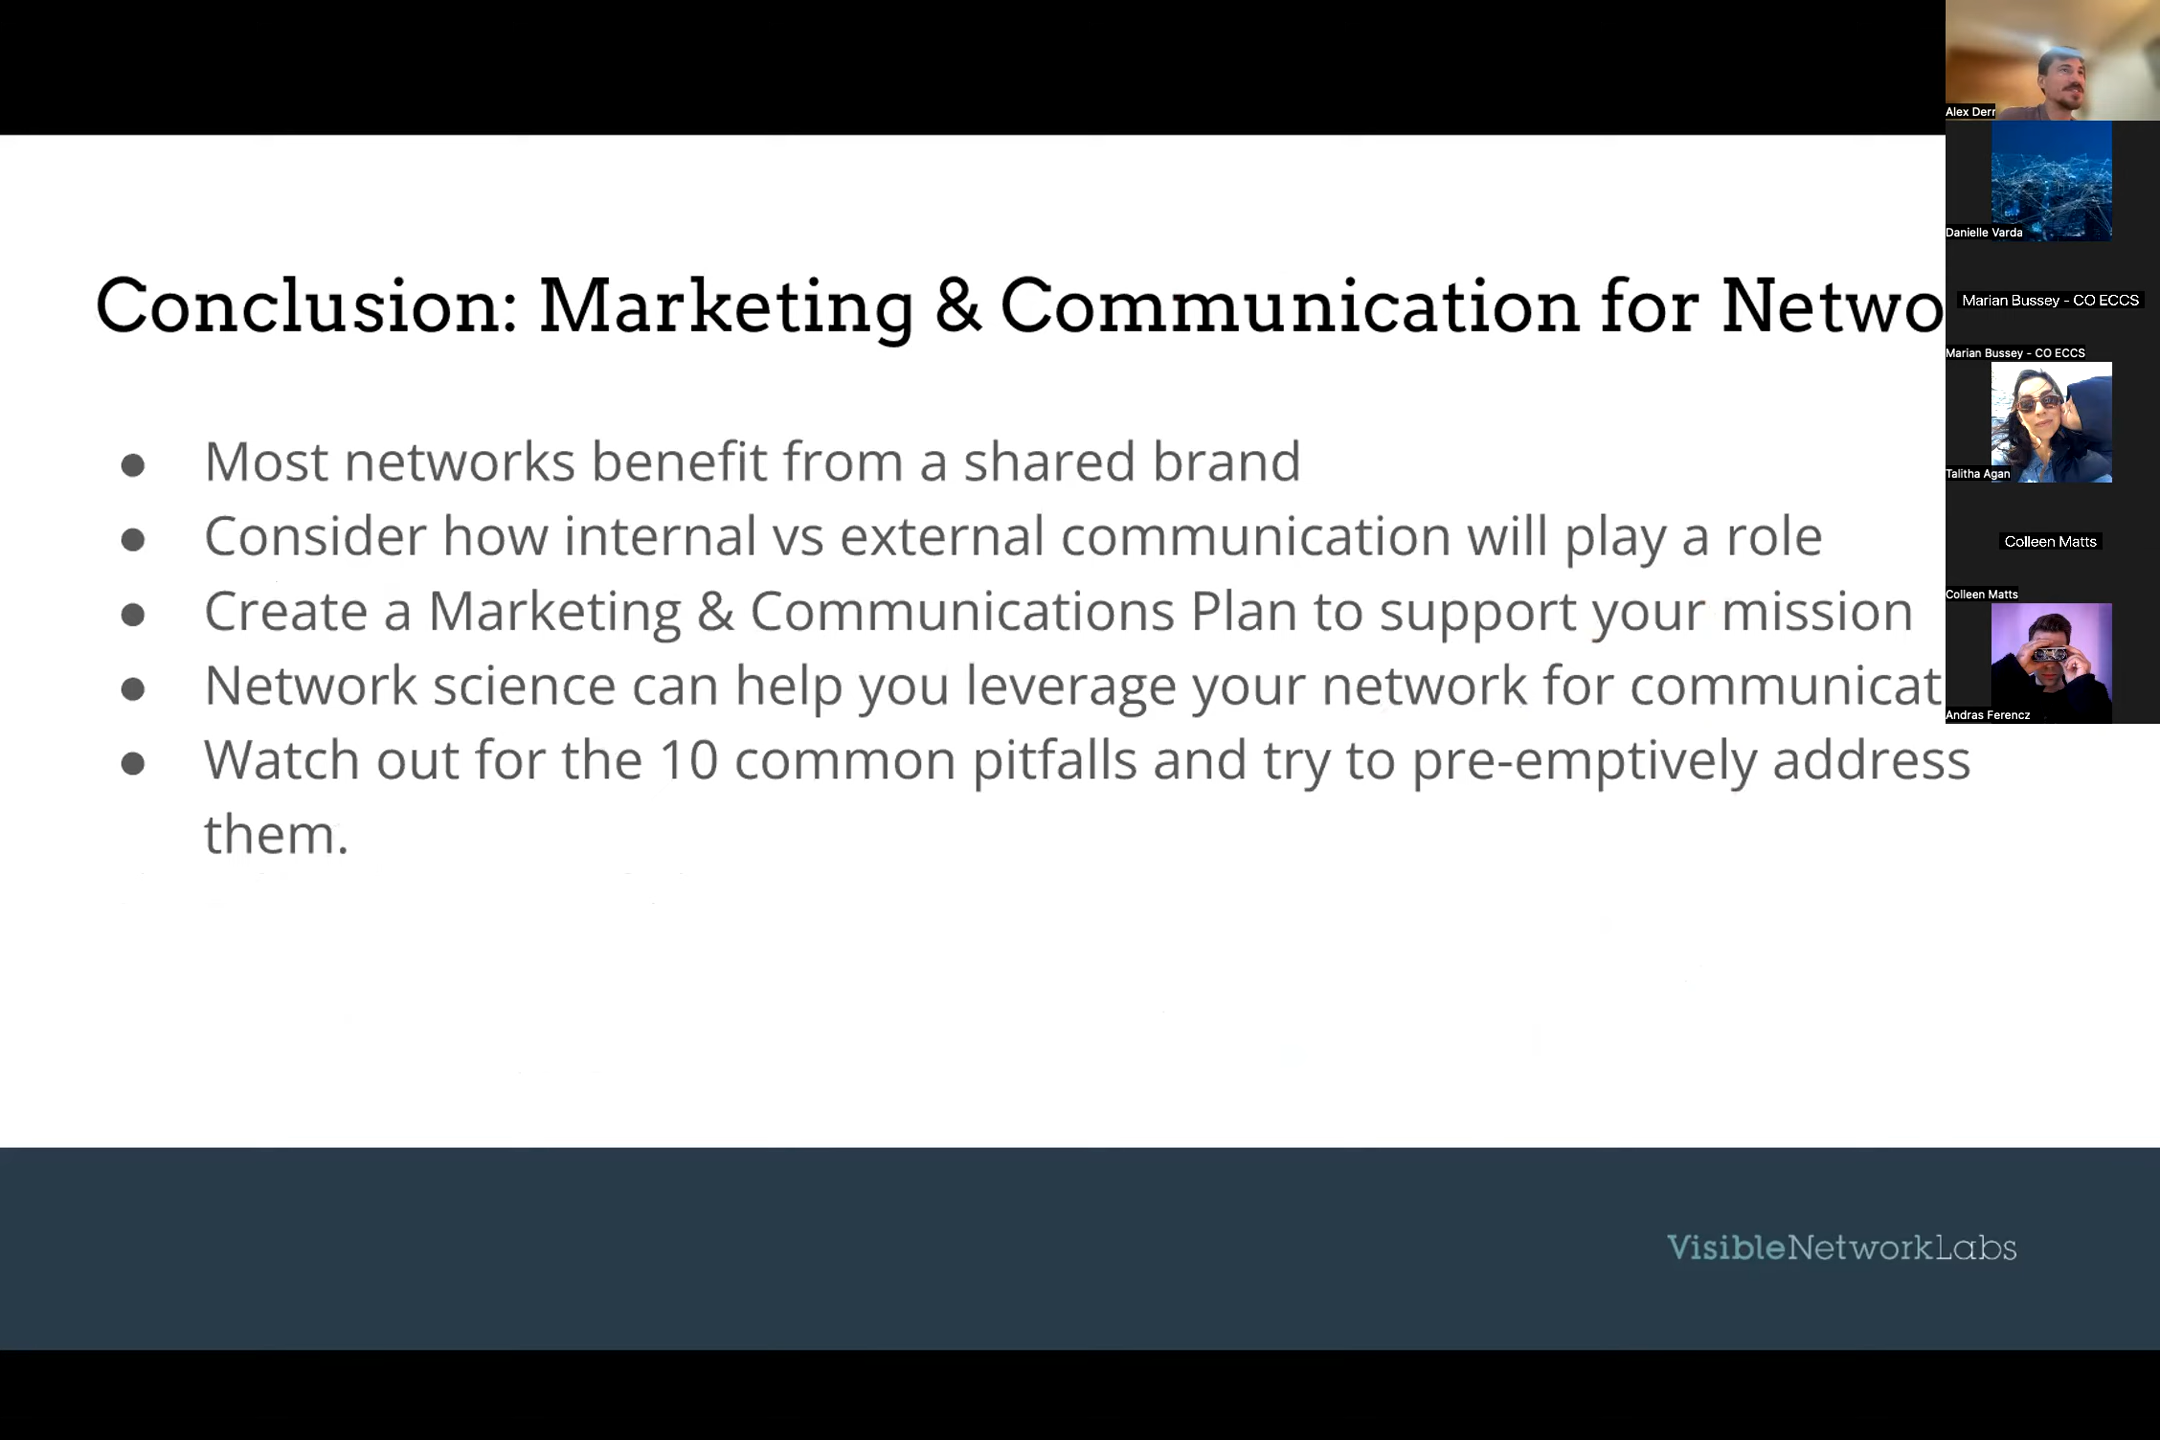 Conclusion: Marketing & Communication for Netwo
● Most networks benefit from a shared brand
● Consider how internal vs external communication will play a role
● Create a Marketing & Communications Plan to support your mission
● Network science can help you leverage your network for communicat
● Watch out for the 10 common pitfalls and try to pre-emptively address
them.
VisibleNetworkLabs
Alex Derr
Danielle Varda
Marian Bussey - CO ECCS
Marian Bussey - CO ECCS
Talitha Agan
Colleen Matts
Colleen Matts
Andras Ferencz